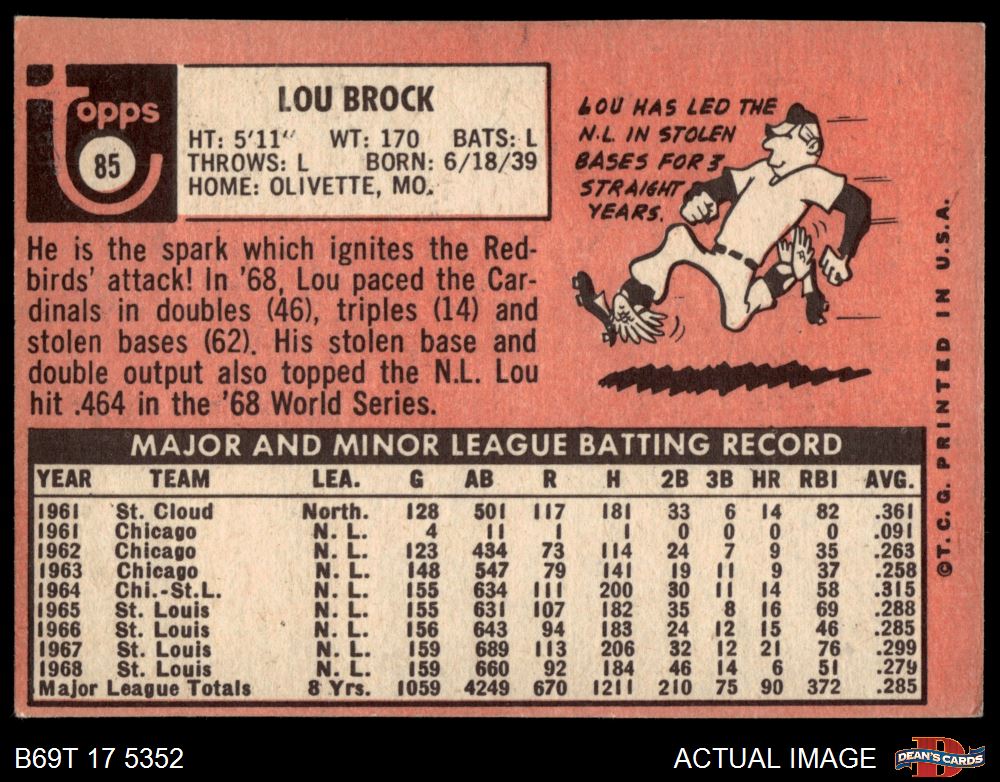 topps
85
LOU BROCK
HT: 5'11" WT: 170 BATS: L
THROWS: L BORN: 6/18/39
HOME: OLIVETTE, MO.
LOU HAS LED THE
N.L. IN STOLEN
BASES FOR 3
STRAIGHT
YEARS.
He is the spark which ignites the Red-
birds' attack! In '68, Lou paced the Car-
dinals in doubles (46), triples (14) and
stolen bases (62). His stolen base and
double output also topped the N.L. Lou
hit .464 in the '68 World Series.
MAJOR AND MINOR LEAGUE BATTING RECORD
YEAR TEAM LEA. G AB R H 2B 3B HR RBI AVG.
1961 St. Cloud North. 128 501 117 181 33 6 14 82 .361
1961 Chicago N. L. 4 11 1 1 0 0 0 0 .091
1962 Chicago N. L. 123 434 73 114 24 7 9 35 .263
1963 Chicago N. L. 148 547 79 141 19 11 9 37 .258
1964 Chi.-St.L. N. L. 155 634 111 200 30 11 14 58 .315
1965 St. Louis N. L. 155 631 107 182 35 8 16 69 .288
1966 St. Louis N. L. 156 643 94 183 24 12 15 46 .285
1967 St. Louis N. L. 159 689 113 206 32 12 21 76 .299
1968 St. Louis N. L. 159 660 92 184 46 14 6 51 .279
Major League Totals 8 Yrs. 1059 4249 670 1211 210 75 90 372 .285
©T. C. G. PRINTED IN U.S.A.
B69T 17 5352
ACTUAL IMAGE
D
DEAN'S CARDS